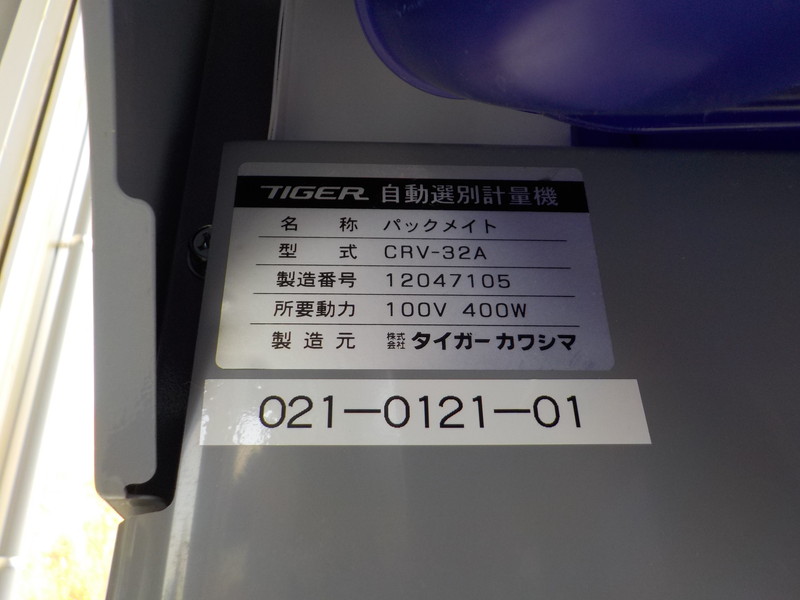 TIGER 自動選別計量機
名称 パックメイト
型式 CRV-32A
製造番号 12047105
所要動力 100V 400W
製造元 株式会社 タイガーカワシマ
021-0121-01